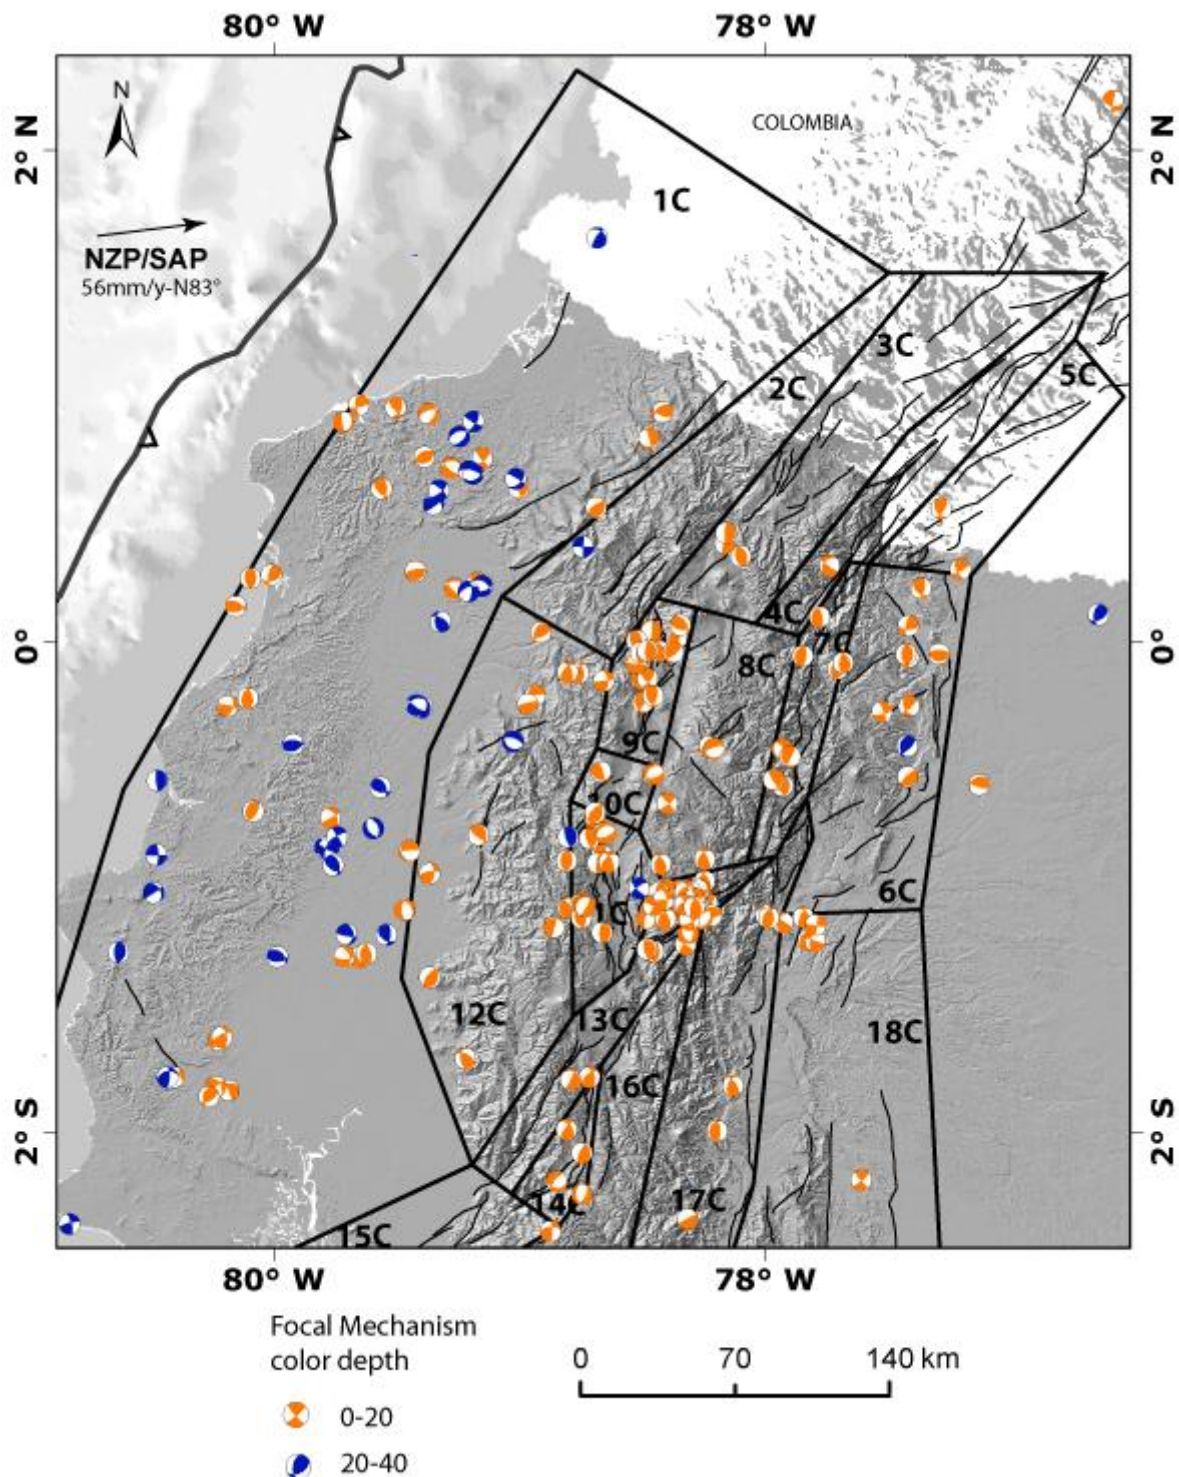 80° W 78° W
2° N 2° N
N
COLOMBIA
1C
NZP/SAP
56mm/y-N83°
3C
5C
2C
4C
7C
0° 0°
8C
9C
10C
6C
1C
12C
13C
18C
16C
2° S 2° S
14C
17C
15C
80° W 78° W
Focal Mechanism
color depth
0 70 140 km
0-20
20-40